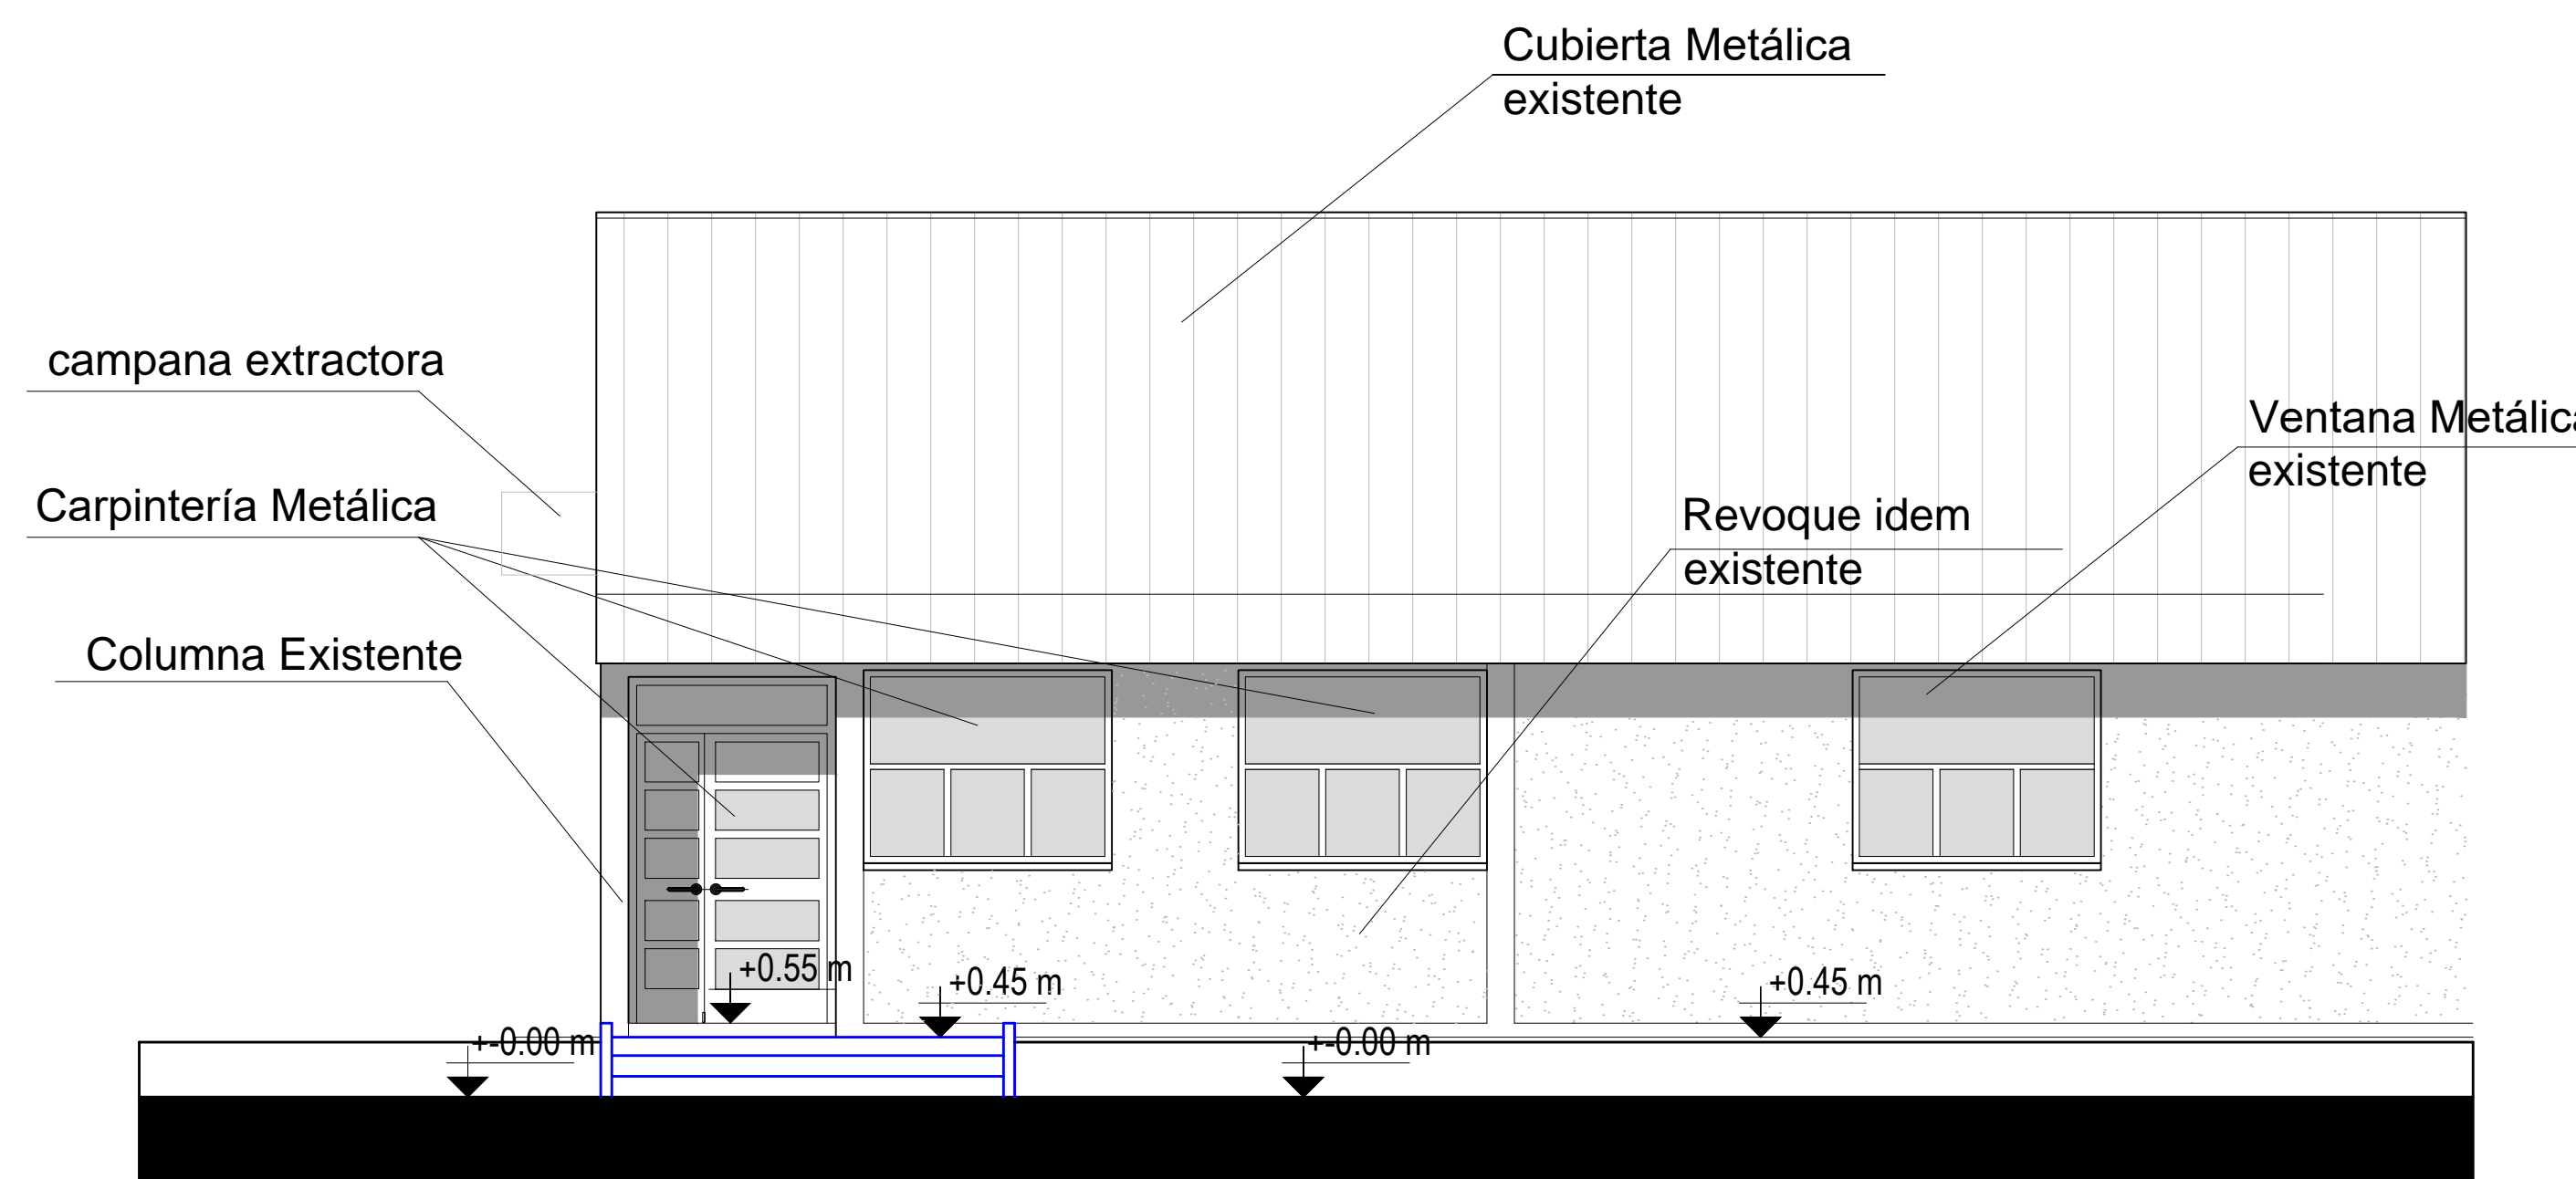 Cubierta Metálica
existente
campana extractora
Ventana Metálica
existente
Carpintería Metálica
Revoque idem
existente
Columna Existente
+0.55 m
+0.45 m
+0.45 m
+-0.00 m
+-0.00 m